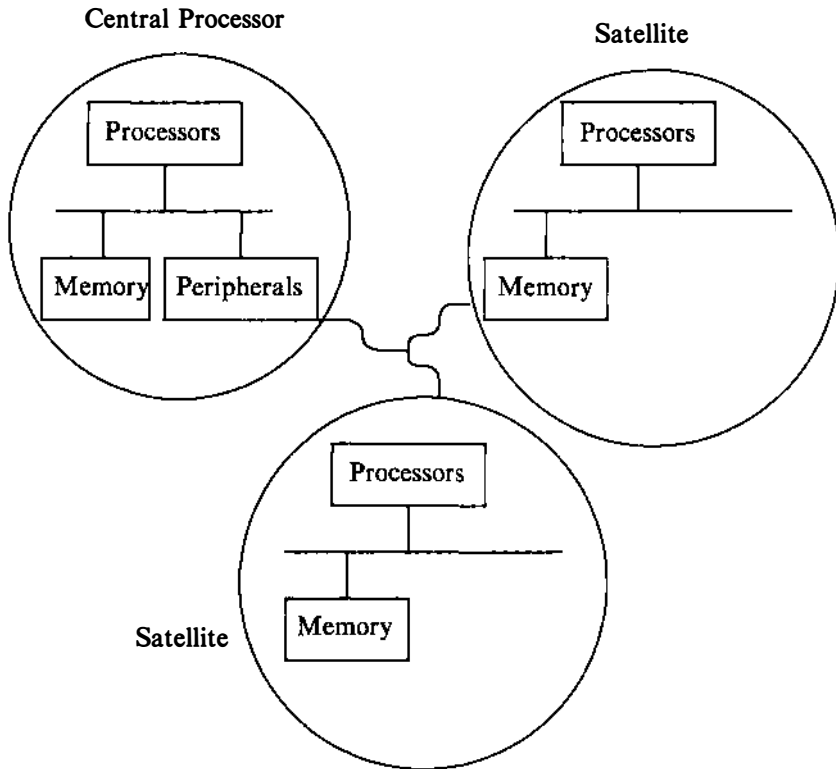 Central Processor
Satellite
Processors
Processors
Memory
Peripherals
Memory
Processors
Memory
Satellite